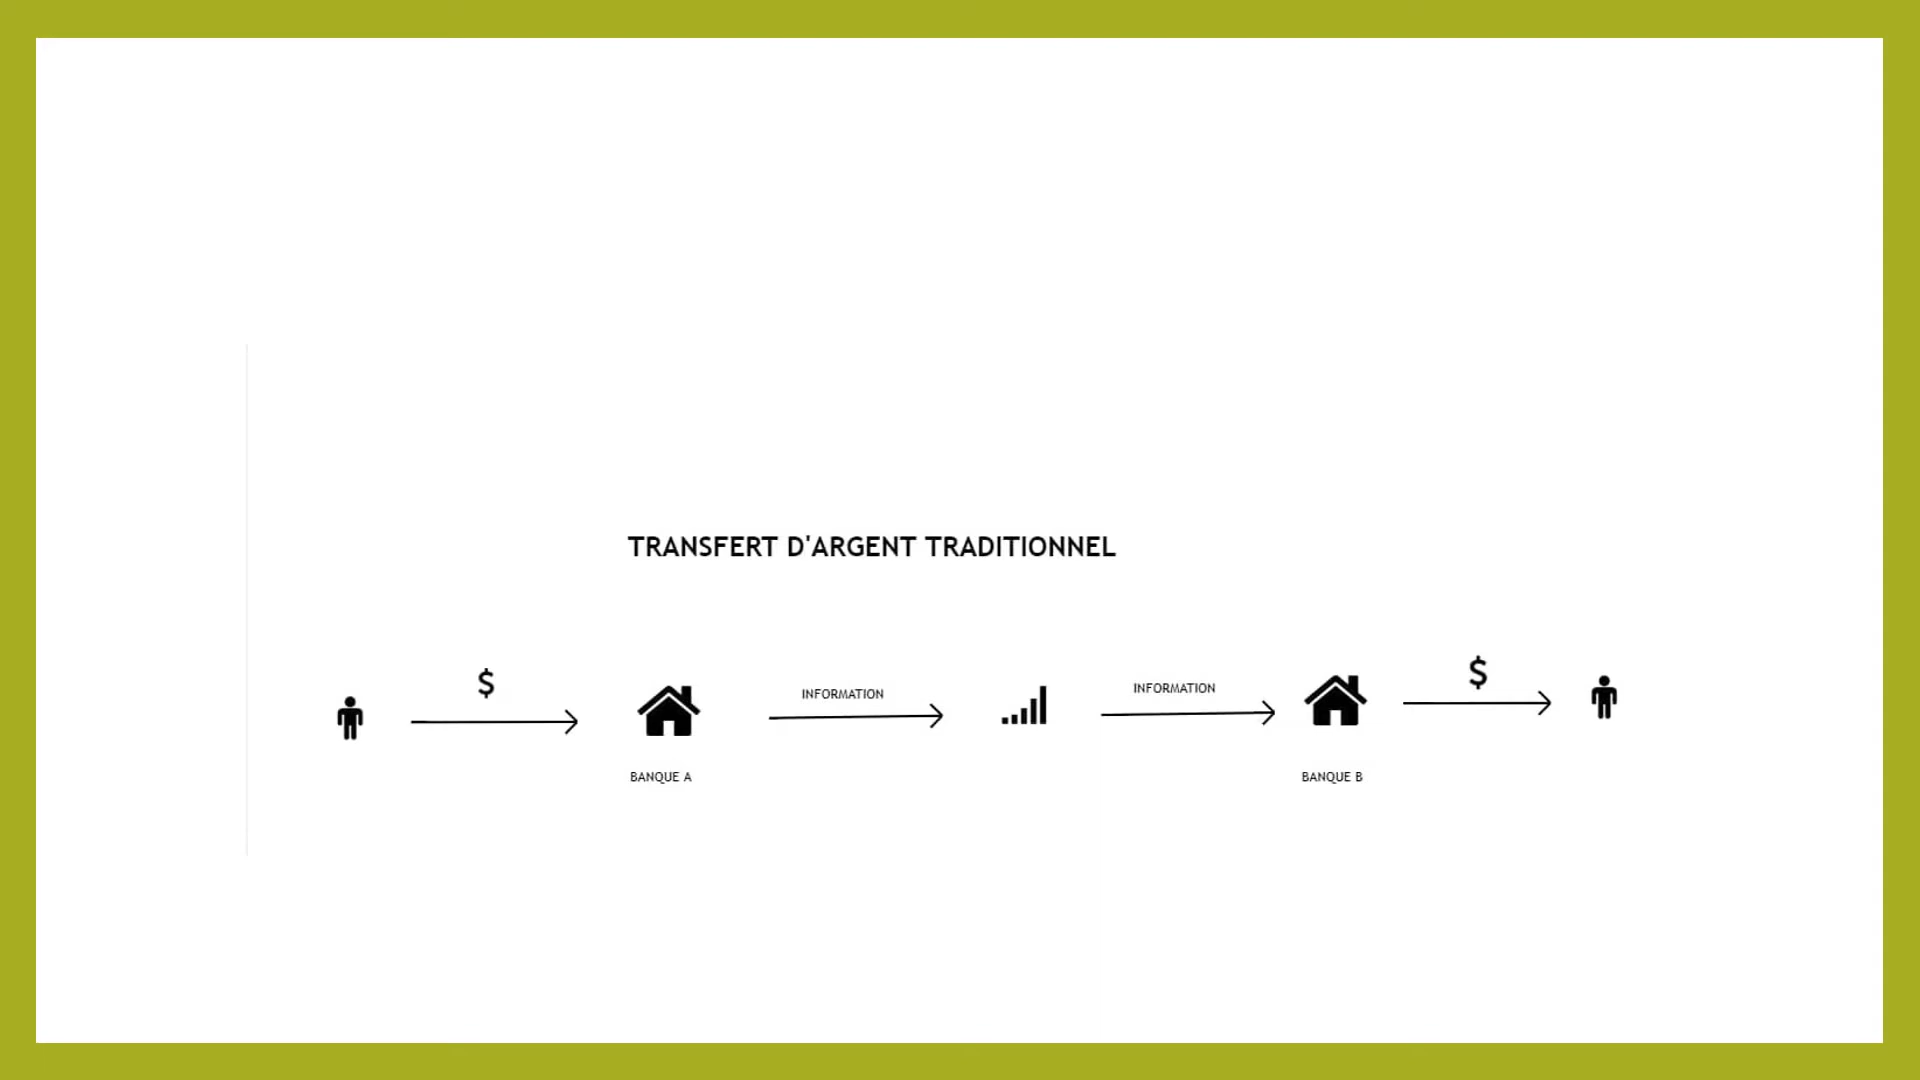 TRANSFERT D'ARGENT TRADITIONNEL
$
INFORMATION
INFORMATION
$
BANQUE A
BANQUE B